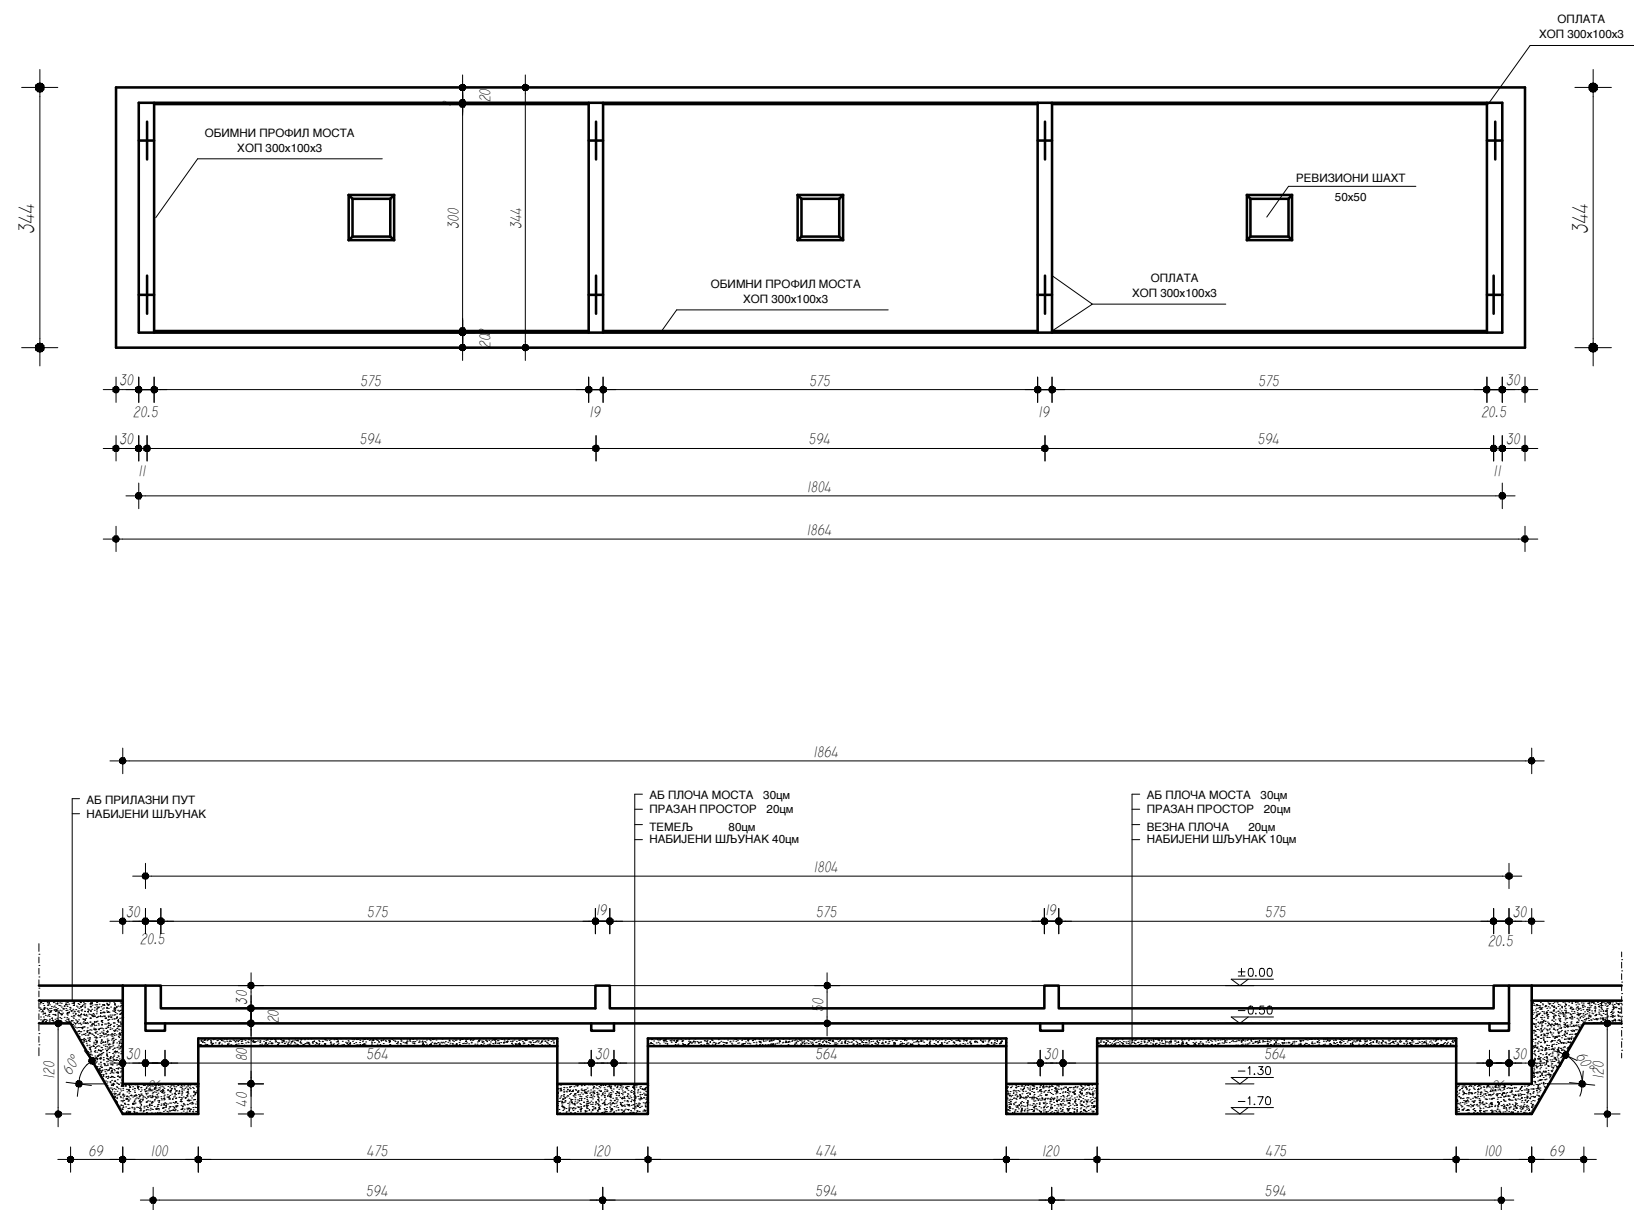 ОПЛАТА
ХОП 300x100x3
20
ОБИМНИ ПРОФИЛ МОСТА
ХОП 300x100x3
РЕВИЗИОНИ ШАХТ
50x50
344
300
344
344
ОБИМНИ ПРОФИЛ МОСТА
ХОП 300x100x3
ОПЛАТА
ХОП 300x100x3
20
30 575 575 575 30
20.5 19 19 20.5
30 594 594 594 30
11 11
1804
1864
1864
АБ ПРИЛАЗНИ ПУТ
НАБИЈЕНИ ШЉУНАК
АБ ПЛОЧА МОСТА 30цм
ПРАЗАН ПРОСТОР 20цм
ТЕМЕЉ 80цм
НАБИЈЕНИ ШЉУНАК 40цм
АБ ПЛОЧА МОСТА 30цм
ПРАЗАН ПРОСТОР 20цм
ВЕЗНА ПЛОЧА 20цм
НАБИЈЕНИ ШЉУНАК 10цм
1804
30 575 19 575 19 575 30
20.5 20.5
±0.00
30
20
50
-0.50
30 80 564 30 564 30 564 30
120 60° 60° 120
-1.30
40
-1.70
69 100 475 120 474 120 475 100 69
594 594 594